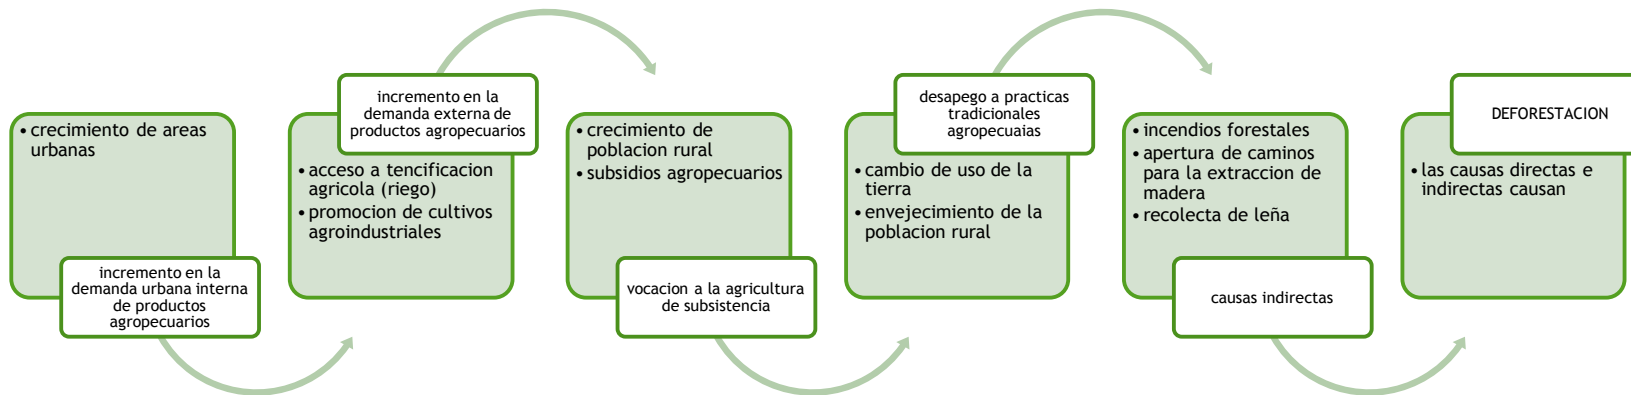 • crecimiento de areas
urbanas
incremento en la
demanda urbana interna
de productos
agropecuarios
incremento en la
demanda externa de
productos agropecuarios
• acceso a tencificacion
agricola (riego)
• promocion de cultivos
agroindustriales
• crecimiento de
poblacion rural
• subsidios agropecuarios
vocacion a la agricultura
de subsistencia
desapego a practicas
tradicionales
agropecuaias
• cambio de uso de la
tierra
• envejecimiento de la
poblacion rural
• incendios forestales
• apertura de caminos
para la extraccion de
madera
• recolecta de leña
causas indirectas
DEFORESTACION
• las causas directas e
indirectas causan